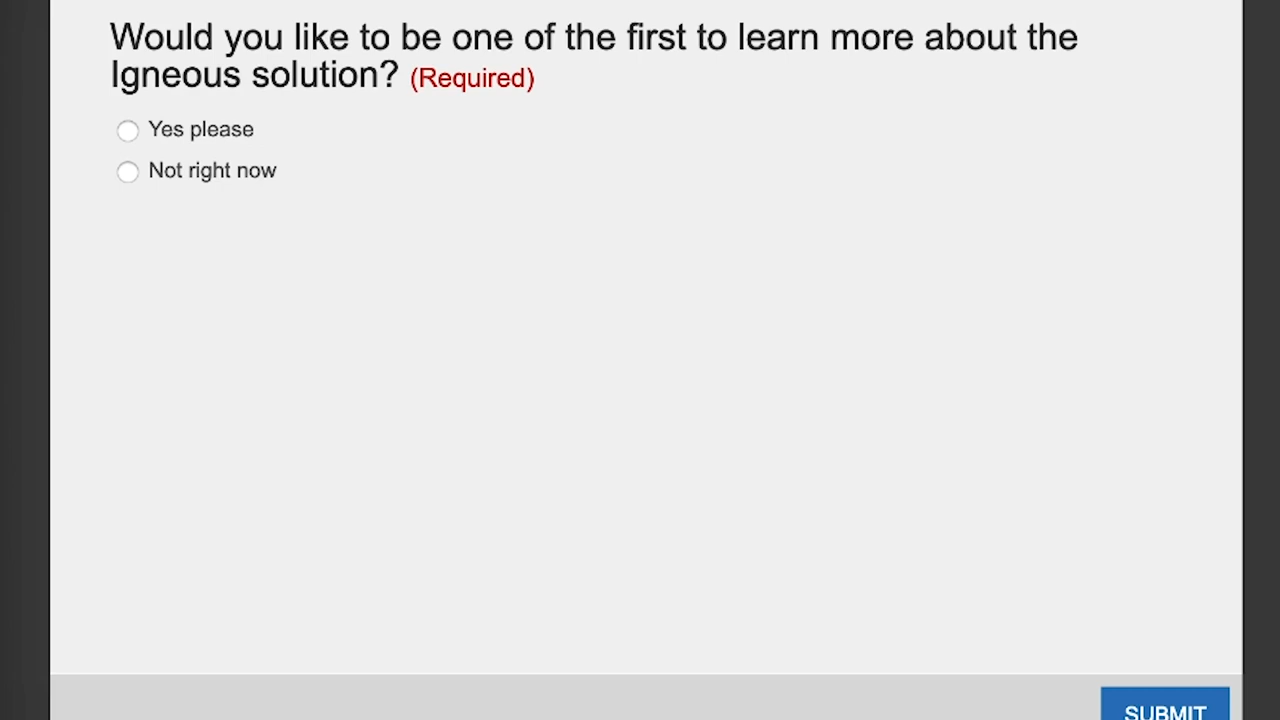 Would you like to be one of the first to learn more about the
Igneous solution? (Required)
Yes please
Not right now
SUBMIT